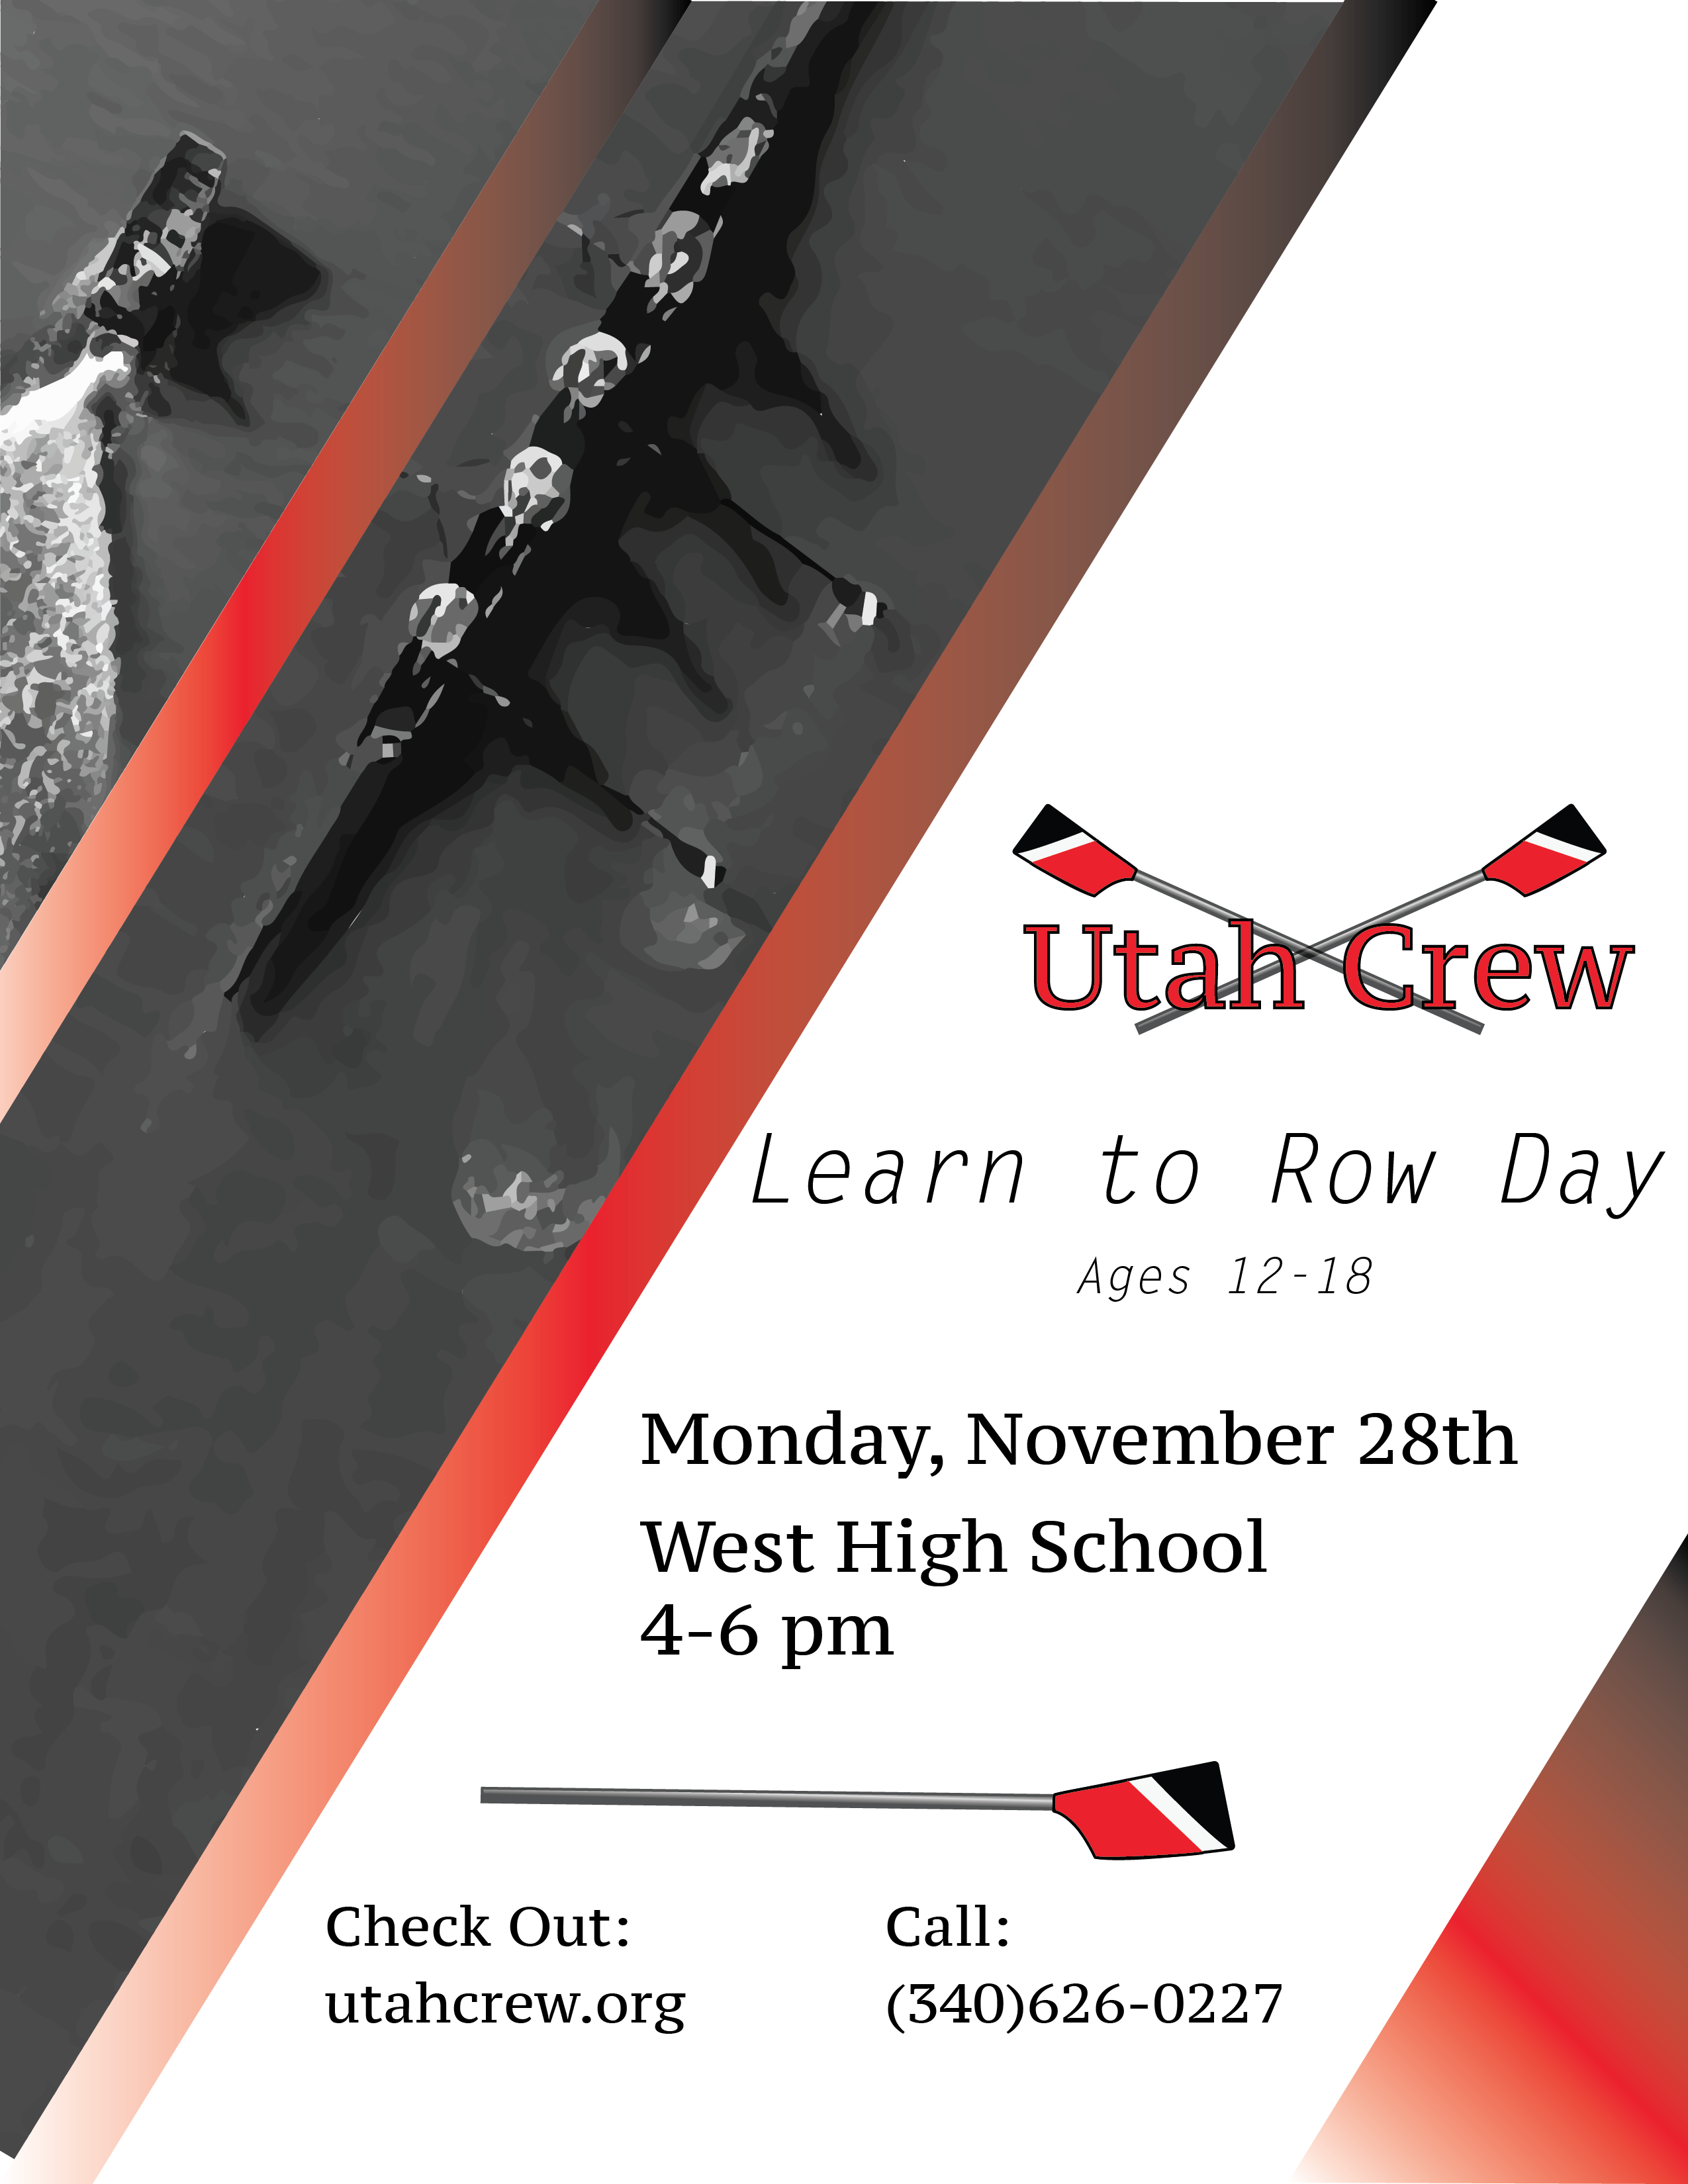 Utah Crew
Learn to Row Day
Ages 12-18
Monday, November 28th
West High School
4-6 pm
Check Out:
utahcrew.org
Call:
(340)626-0227